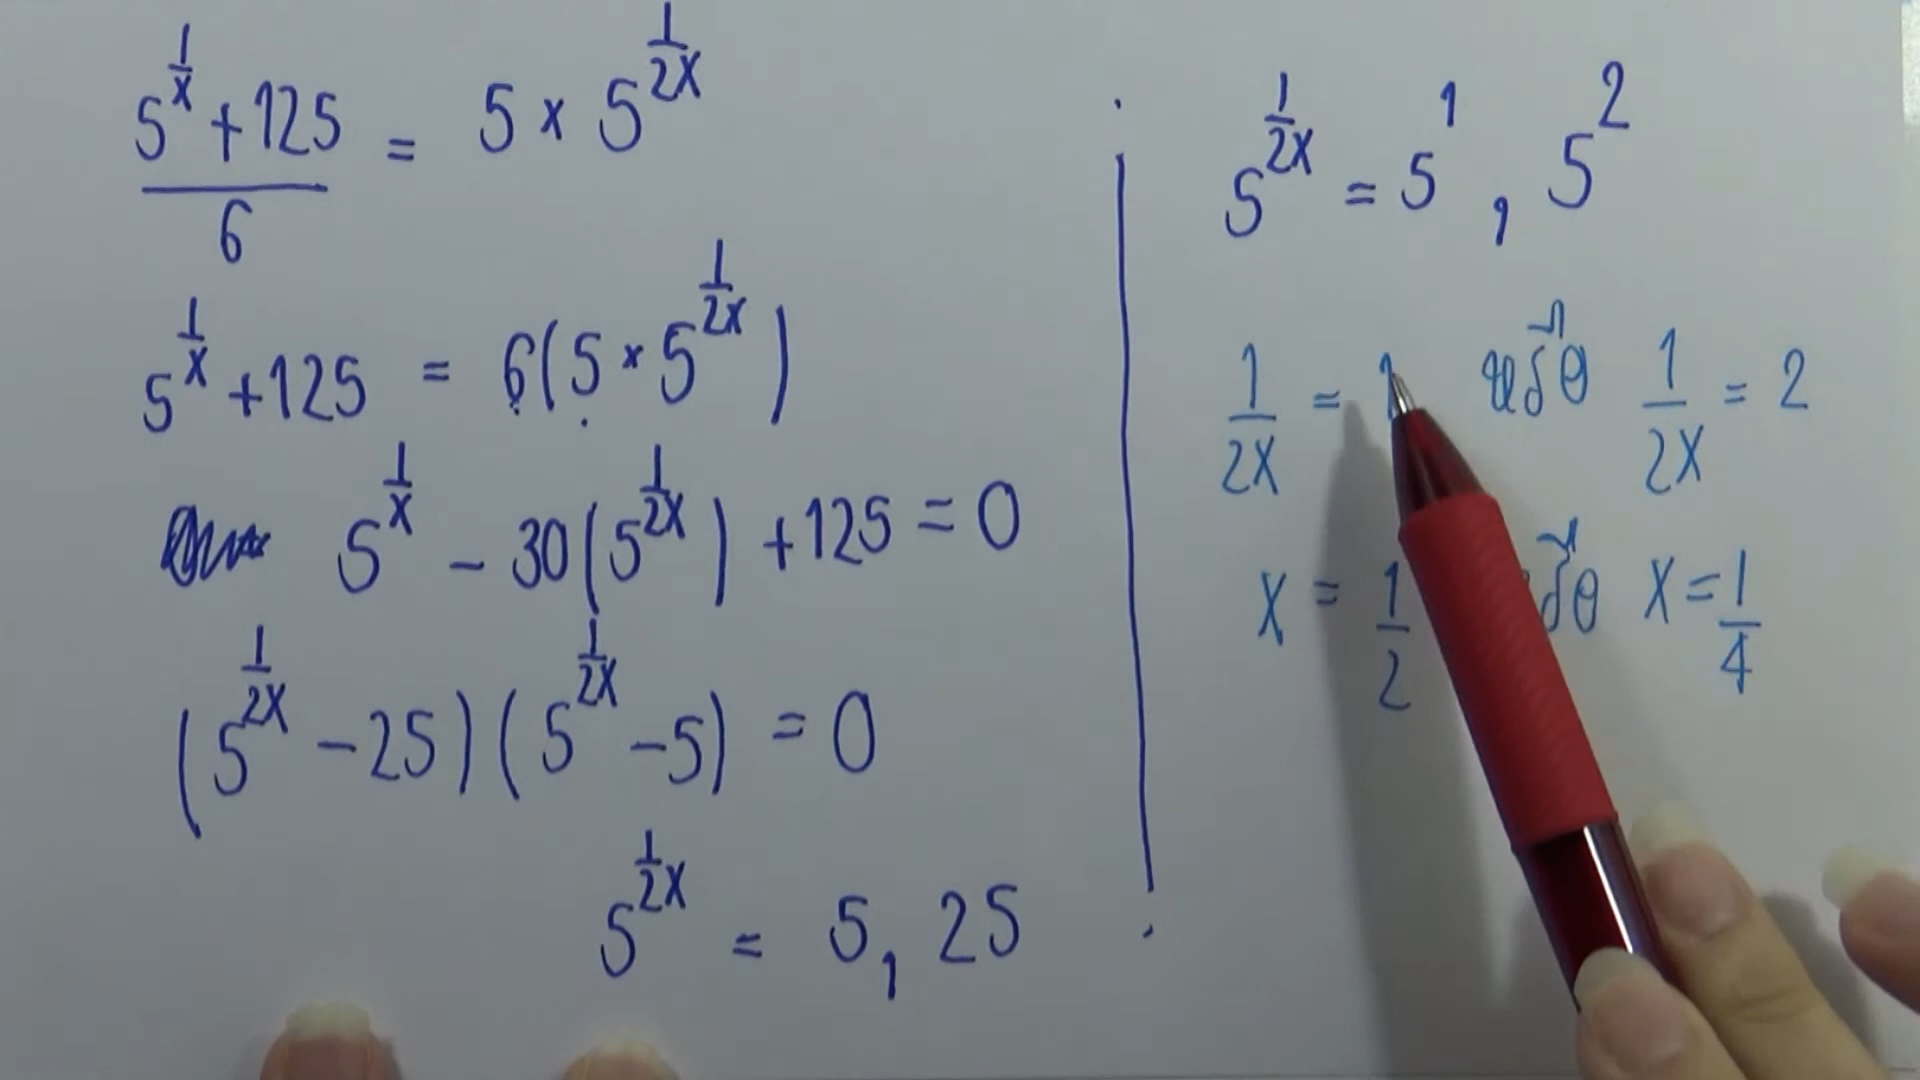 5^(1/x) + 125 / 6 = 5 × 5^(1/2x)
5^(1/x) + 125 = 6(5 × 5^(1/2x))
5^(1/x) - 30(5^(1/2x)) + 125 = 0
(5^(1/2x) - 25)(5^(1/2x) - 5) = 0
5^(1/2x) = 5, 25
5^(1/2x) = 5^1, 5^2
1/2x = 1 หรือ 1/2x = 2
x = 1/2 x = 1/4